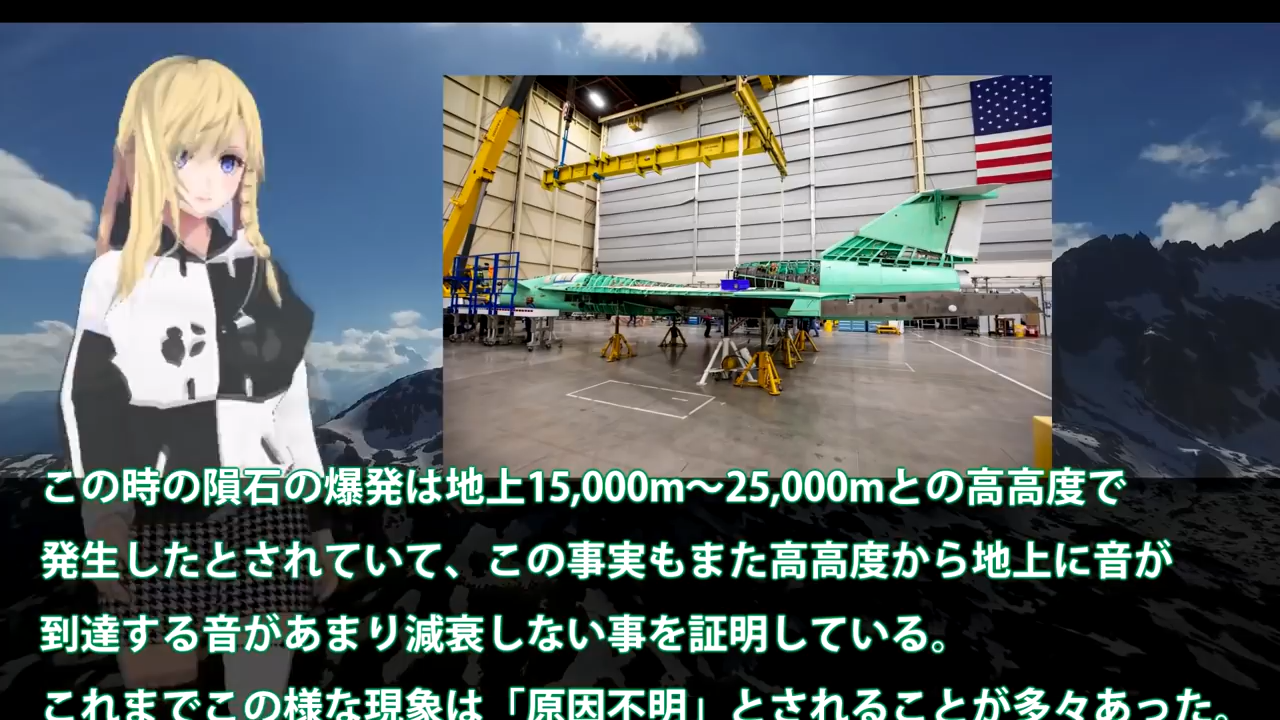 この時の隕石の爆発は地上15,000m～25,000mとの高高度で
発生したとされていて、この事実もまた高高度から地上に音が
到達する音があまり減衰しない事を証明している。
これまでこの様な現象は「原因不明」とされることが多々あった。